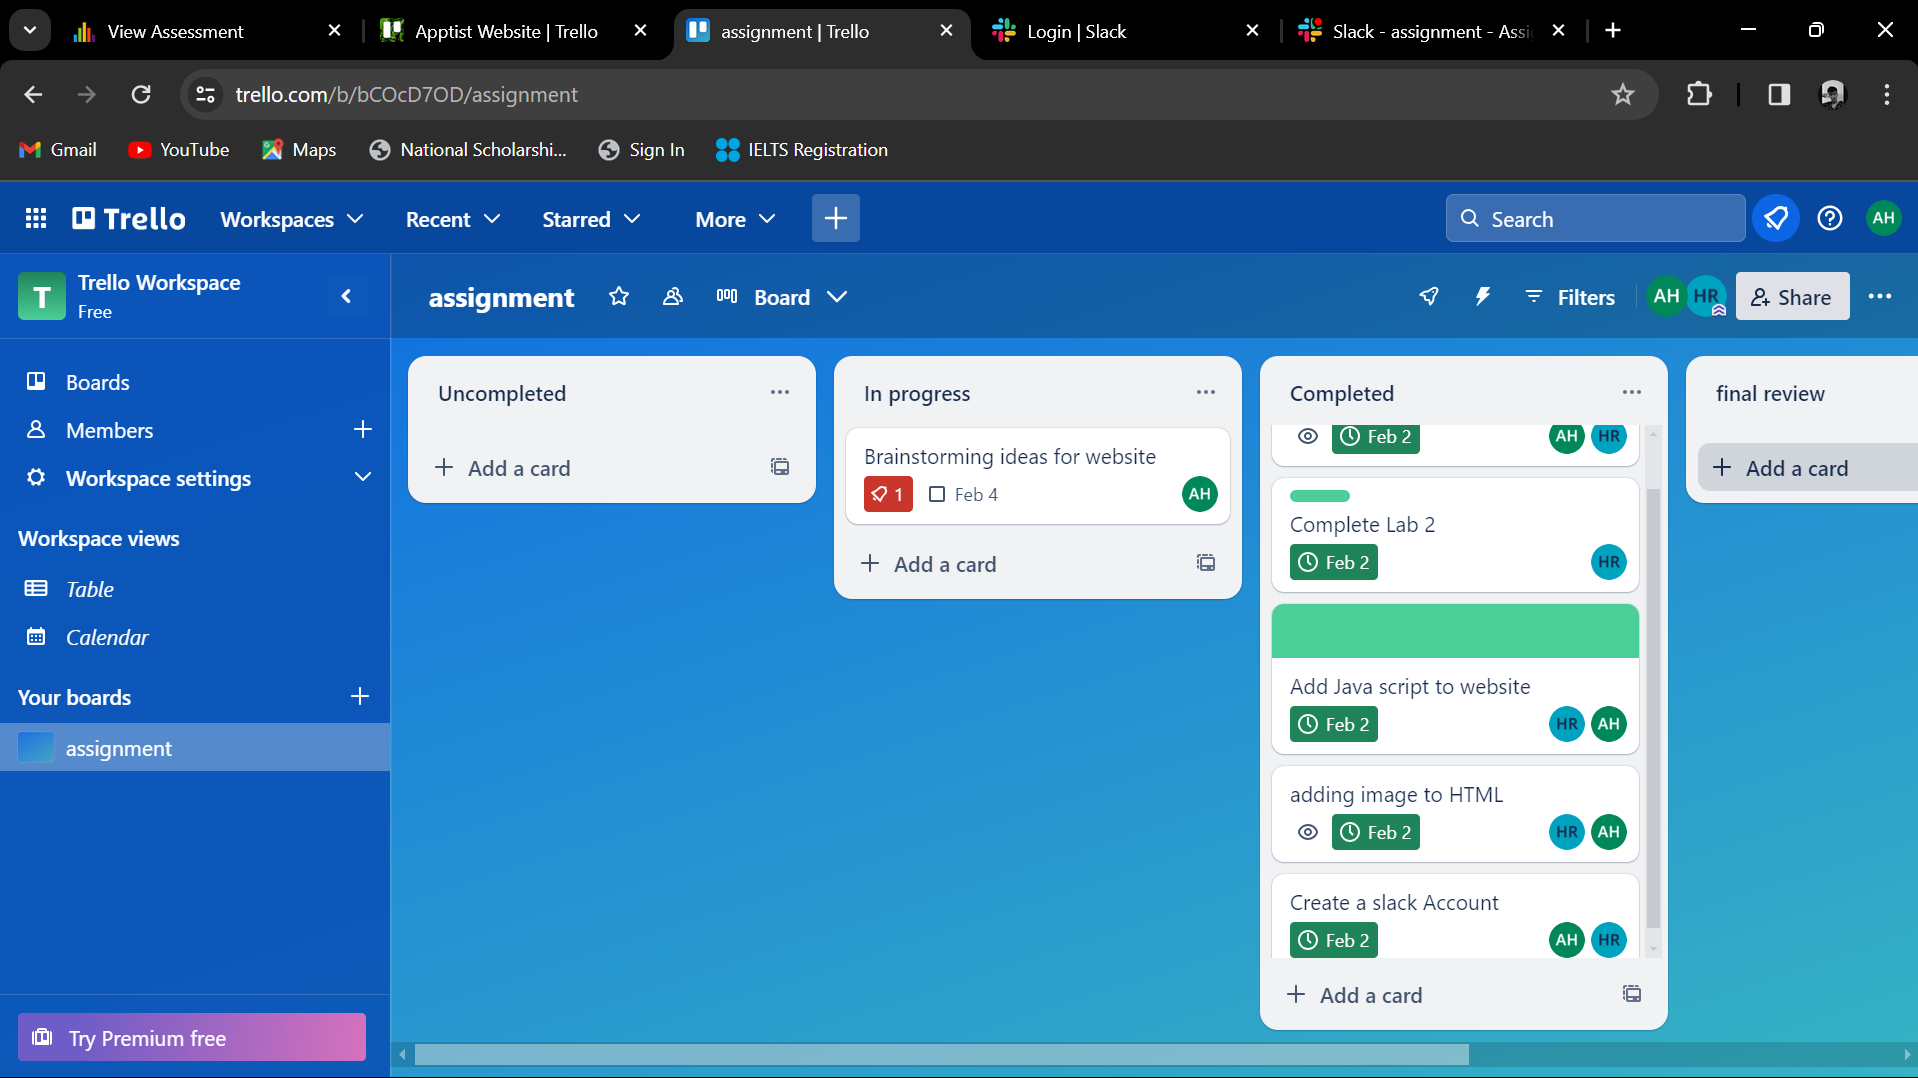 View Assessment
Apptist Website | Trello
assignment | Trello
Login | Slack
Slack - assignment - Assi
trello.com/b/bCOcD7OD/assignment
Gmail
YouTube
Maps
National Scholarshi...
Sign In
IELTS Registration
Trello
Workspaces
Recent
Starred
More
Search
AH
T
Trello Workspace
Free
assignment
Board
Filters
AH
HR
Share
Boards
Members
Workspace settings
Workspace views
Table
Calendar
Your boards
assignment
Try Premium free
Uncompleted
Add a card
In progress
Brainstorming ideas for website
1
Feb 4
AH
Add a card
Completed
Feb 2
AH
HR
Complete Lab 2
Feb 2
HR
Add Java script to website
Feb 2
HR
AH
adding image to HTML
Feb 2
HR
AH
Create a slack Account
Feb 2
AH
HR
Add a card
final review
Add a card